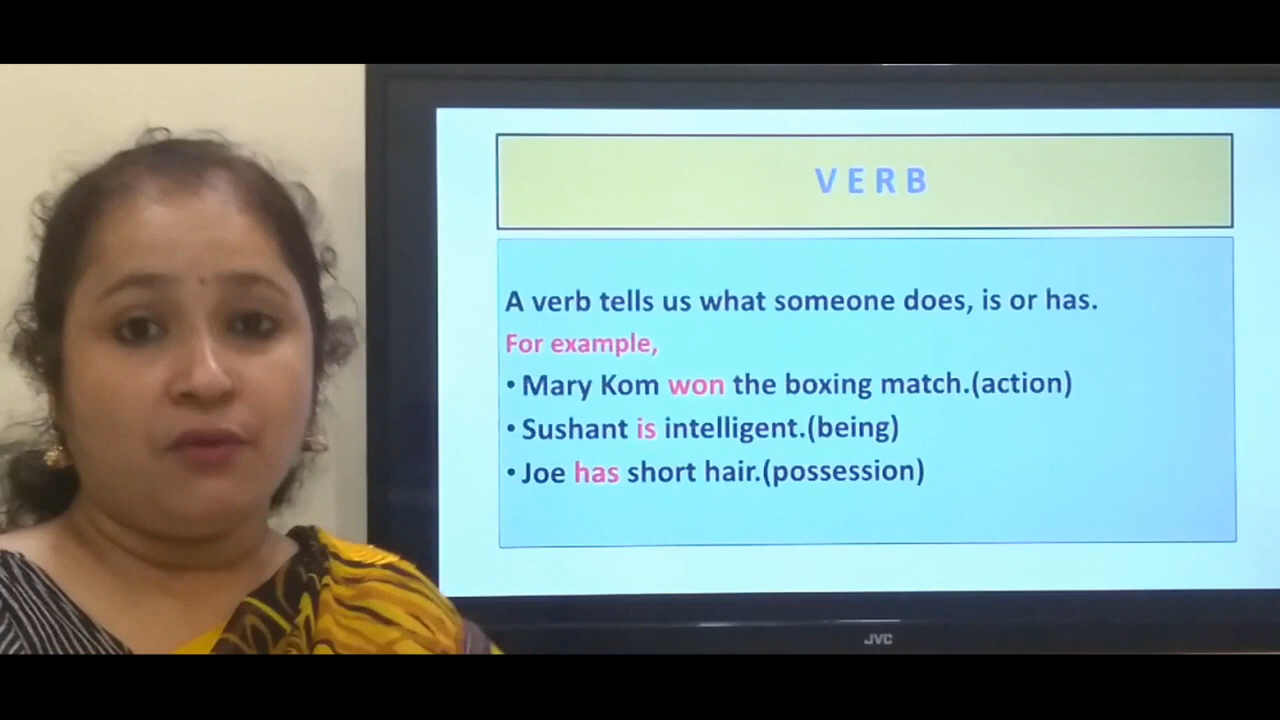 VERB
A verb tells us what someone does, is or has.
For example,
• Mary Kom won the boxing match.(action)
• Sushant is intelligent.(being)
• Joe has short hair.(possession)
JVC